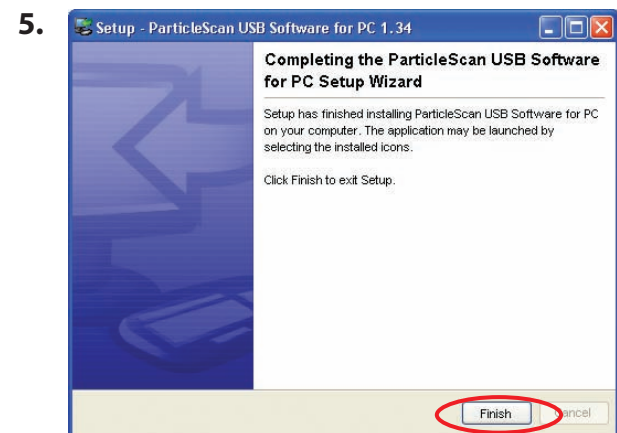 5.
Setup - ParticleScan USB Software for PC 1.34
Completing the ParticleScan USB Software
for PC Setup Wizard
Setup has finished installing ParticleScan USB Software for PC
on your computer. The application may be launched by
selecting the installed icons.
Click Finish to exit Setup.
Finish
Cancel